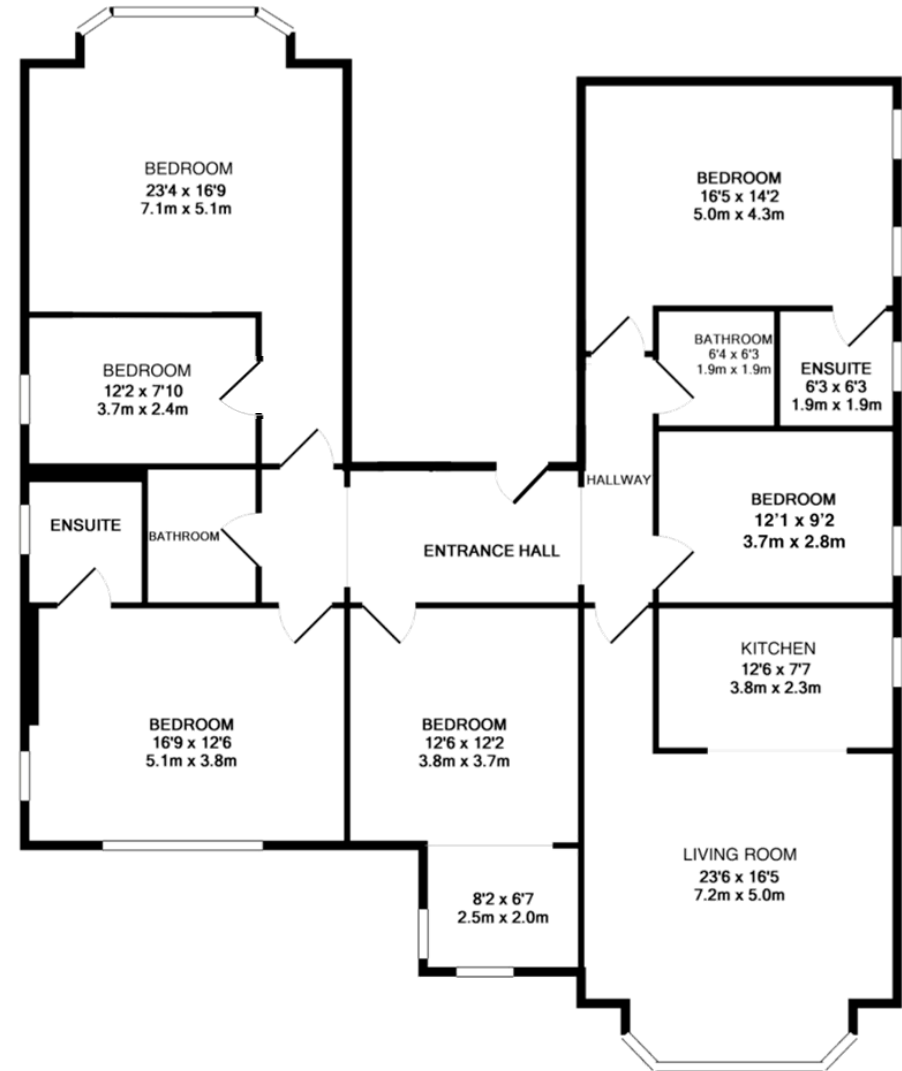 BEDROOM
23'4 x 16'9
7.1m x 5.1m
BEDROOM
16'5 x 14'2
5.0m x 4.3m
BEDROOM
12'2 x 7'10
3.7m x 2.4m
BATHROOM
6'4 x 6'3
1.9m x 1.9m
ENSUITE
6'3 x 6'3
1.9m x 1.9m
HALLWAY
ENSUITE
BATHROOM
ENTRANCE HALL
BEDROOM
12'1 x 9'2
3.7m x 2.8m
KITCHEN
12'6 x 7'7
3.8m x 2.3m
BEDROOM
16'9 x 12'6
5.1m x 3.8m
BEDROOM
12'6 x 12'2
3.8m x 3.7m
LIVING ROOM
23'6 x 16'5
7.2m x 5.0m
8'2 x 6'7
2.5m x 2.0m